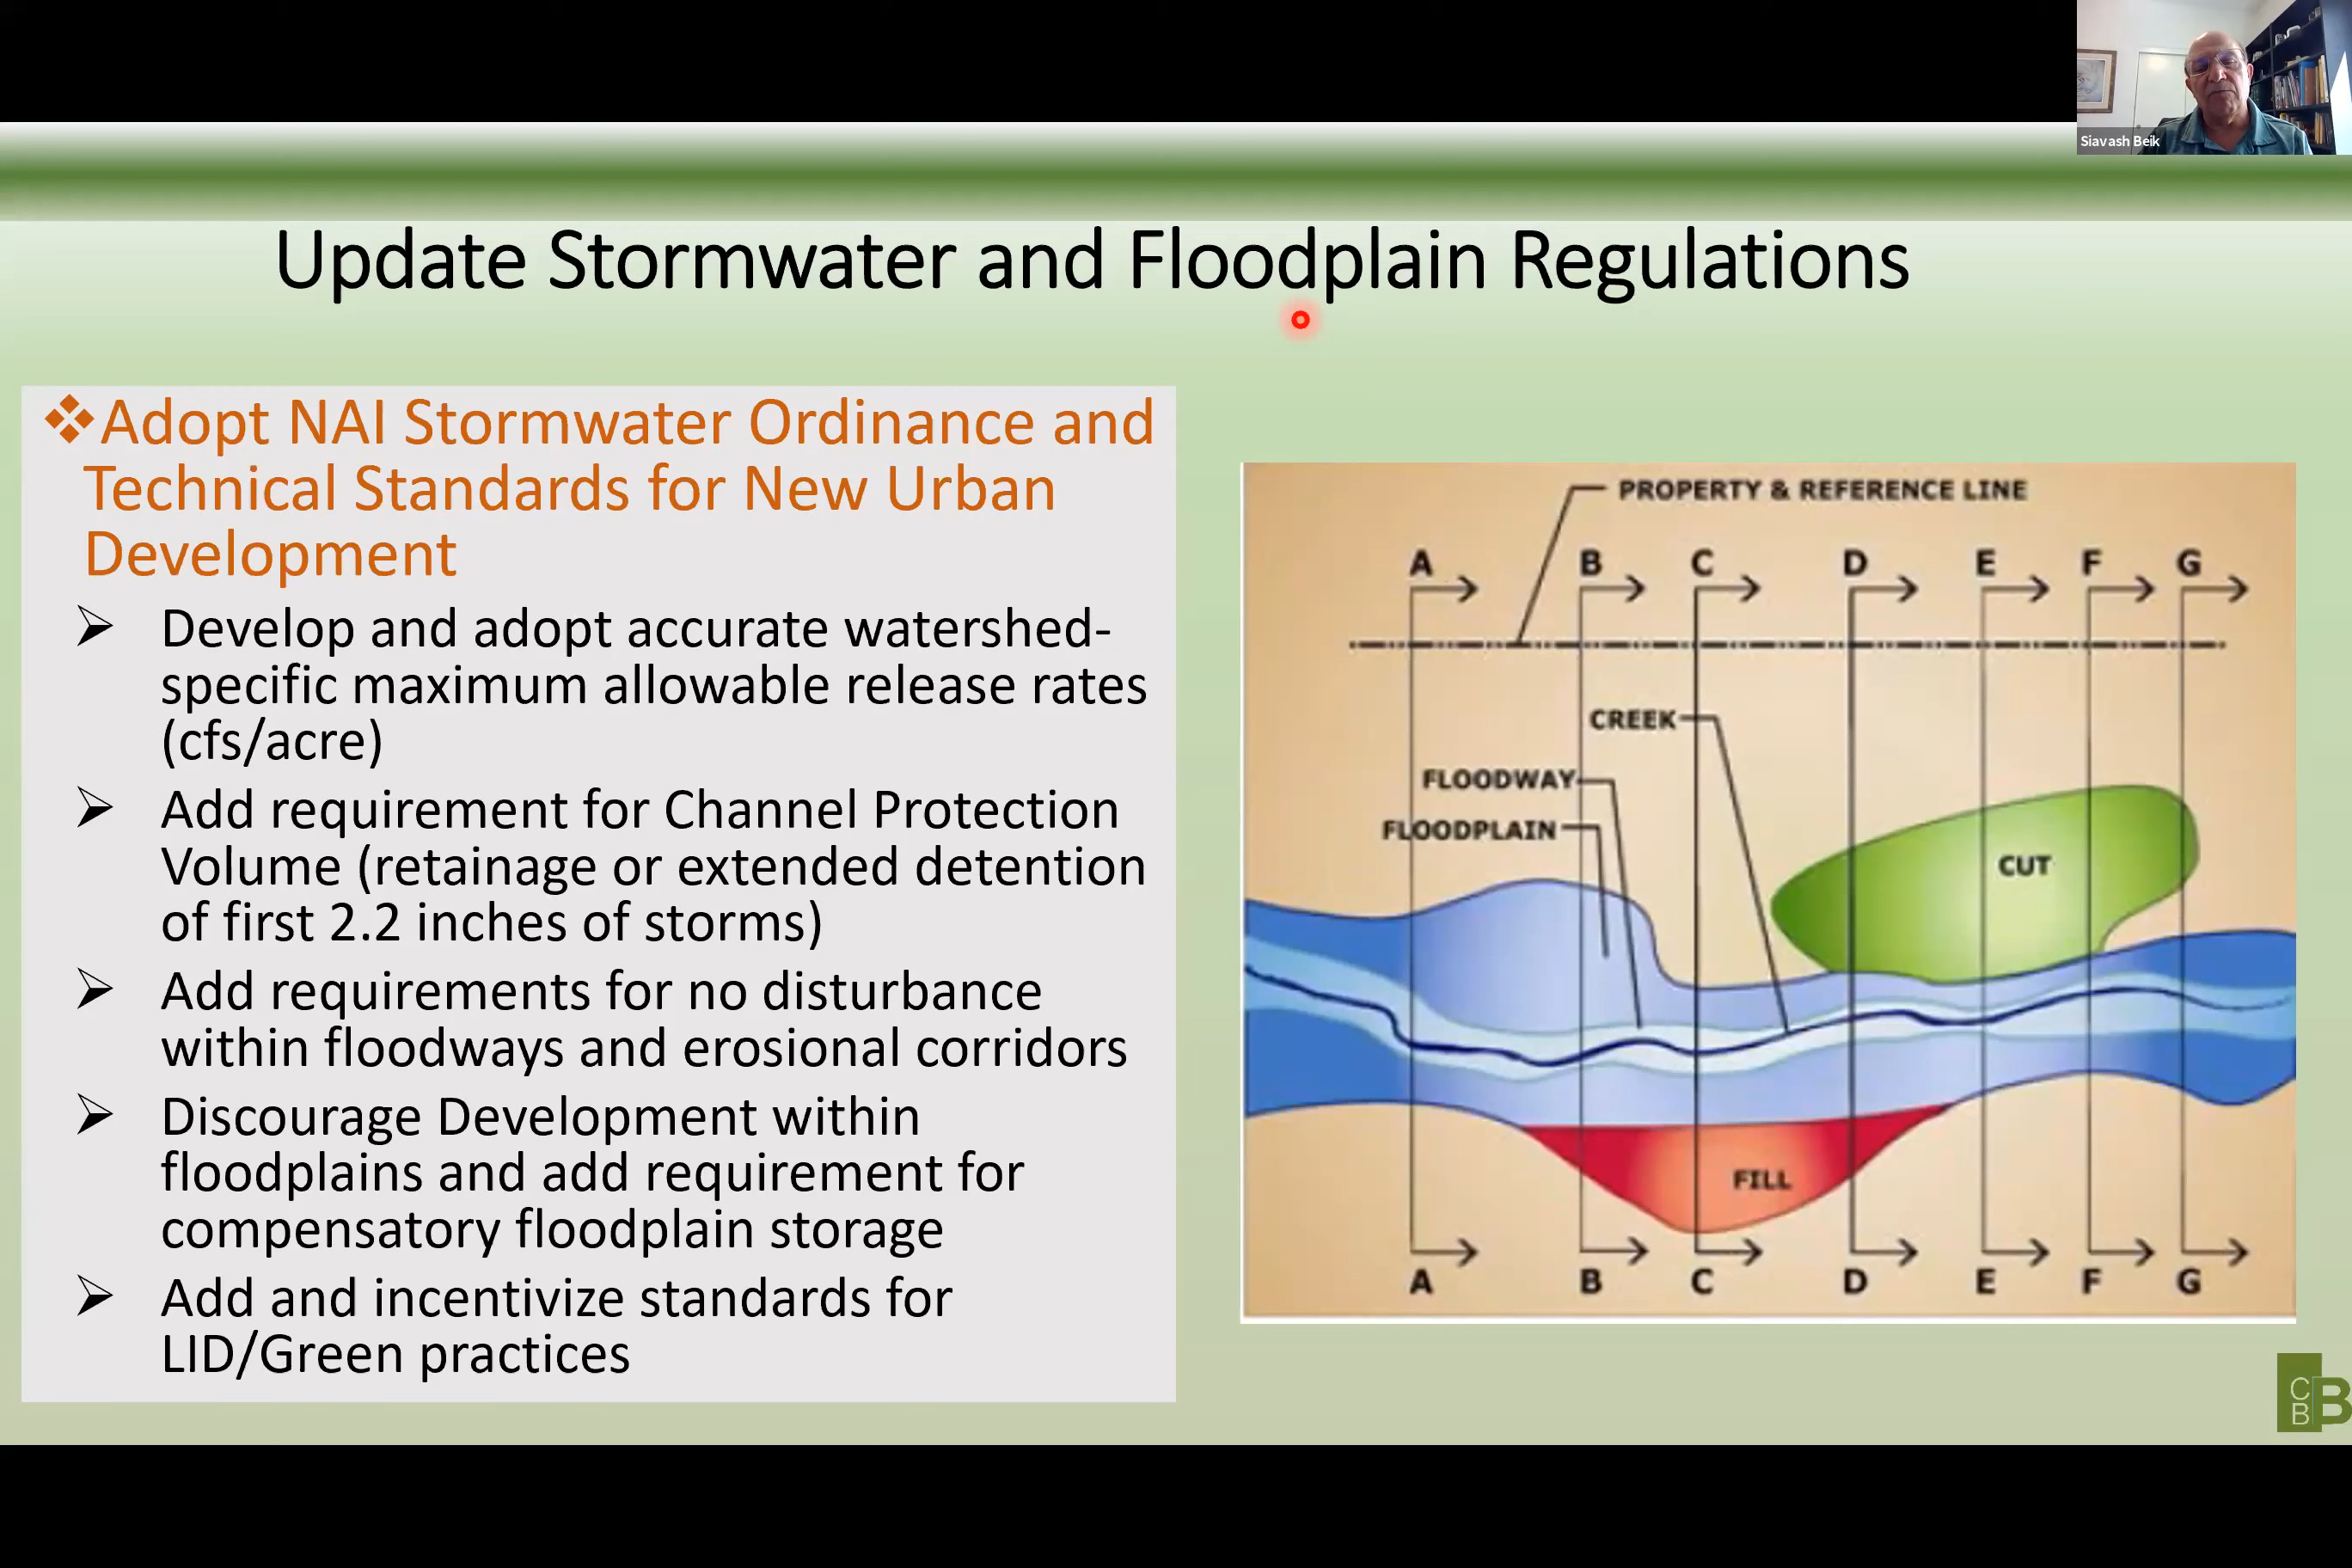 Siavash Beik
Update Stormwater and Floodplain Regulations
Adopt NAI Stormwater Ordinance and
Technical Standards for New Urban
Development
Develop and adopt accurate watershed-
specific maximum allowable release rates
(cfs/acre)
Add requirement for Channel Protection
Volume (retainage or extended detention
of first 2.2 inches of storms)
Add requirements for no disturbance
within floodways and erosional corridors
Discourage Development within
floodplains and add requirement for
compensatory floodplain storage
Add and incentivize standards for
LID/Green practices
PROPERTY & REFERENCE LINE
A B C D E F G
CREEK
FLOODWAY
FLOODPLAIN
CUT
FILL
A B C D E F G
C
B
B